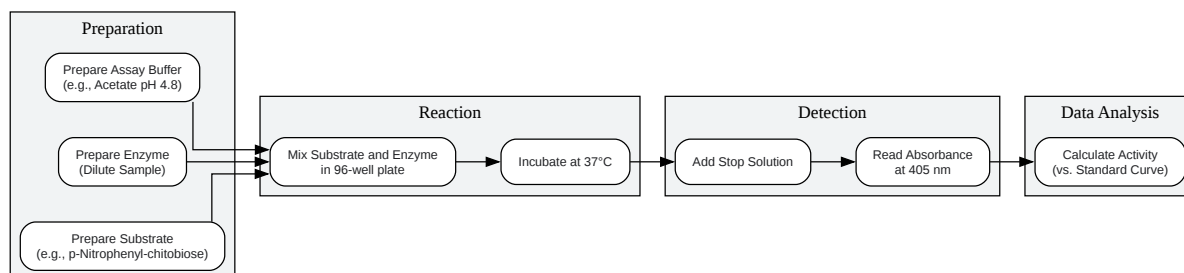 Preparation
Prepare Assay Buffer
(e.g., Acetate pH 4.8)
Prepare Enzyme
(Dilute Sample)
Prepare Substrate
(e.g., p-Nitrophenyl-chitobiose)
Reaction
Mix Substrate and Enzyme
in 96-well plate
Incubate at 37°C
Detection
Add Stop Solution
Read Absorbance
at 405 nm
Data Analysis
Calculate Activity
(vs. Standard Curve)